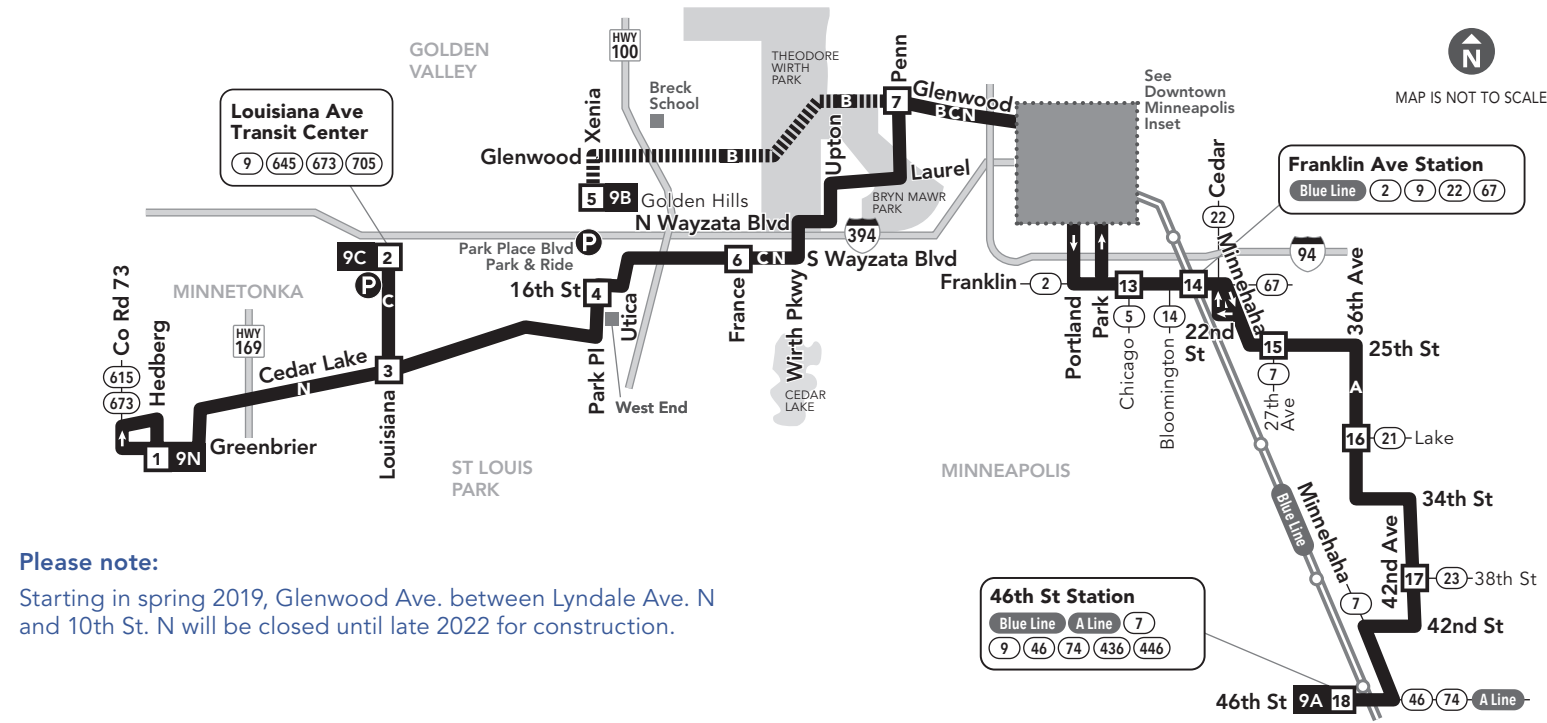 GOLDEN
VALLEY
HWY
100
THEODORE
WIRTH
PARK
Penn
See
Downtown
Minneapolis
Inset
N
MAP IS NOT TO SCALE
Louisiana Ave
Transit Center
9 645 673 705
Breck
School
Xenia
Glenwood
B
B
Upton
7
Glenwood
BCN
5 9B Golden Hills
Laurel
BRYN MAWR
PARK
N Wayzata Blvd
394
Cedar
22
Franklin Ave Station
Blue Line 2 9 22 67
Minnehaha
94
36th Ave
9C 2
P
C
Park Place Blvd
Park & Ride
P
6
C N
S Wayzata Blvd
16th St 4
Utica
France
Wirth Pkwy
Franklin 2
13
14
67
Portland
Park
5
Chicago
14
Bloomington
22nd
St
15
7
27th
Ave
25th St
MINNETONKA
HWY
169
Co Rd 73
615
673
Hedberg
Cedar Lake
N
3
Louisiana
Park Pl
West End
CEDAR
LAKE
A
16 21 Lake
1 9N
Greenbrier
ST LOUIS
PARK
MINNEAPOLIS
34th St
Blue Line
Minnehaha
7
42nd Ave
17 23 38th St
42nd St
Please note:
Starting in spring 2019, Glenwood Ave. between Lyndale Ave. N
and 10th St. N will be closed until late 2022 for construction.
46th St Station
Blue Line A Line 7
9 46 74 436 446
46th St 9A 18
46 74 A Line